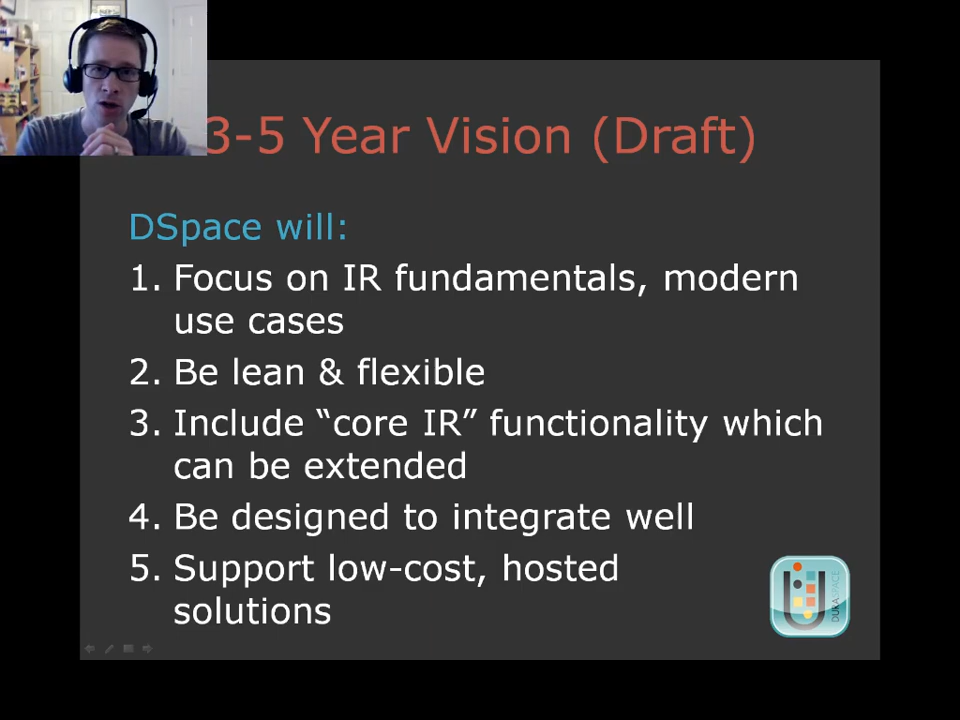 3-5 Year Vision (Draft)
DSpace will:
1. Focus on IR fundamentals, modern
use cases
2. Be lean & flexible
3. Include “core IR” functionality which
can be extended
4. Be designed to integrate well
5. Support low-cost, hosted
solutions
DURASPACE